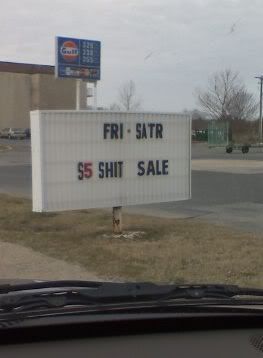 Gulf
FRI · SATR
$5 SHIT SALE